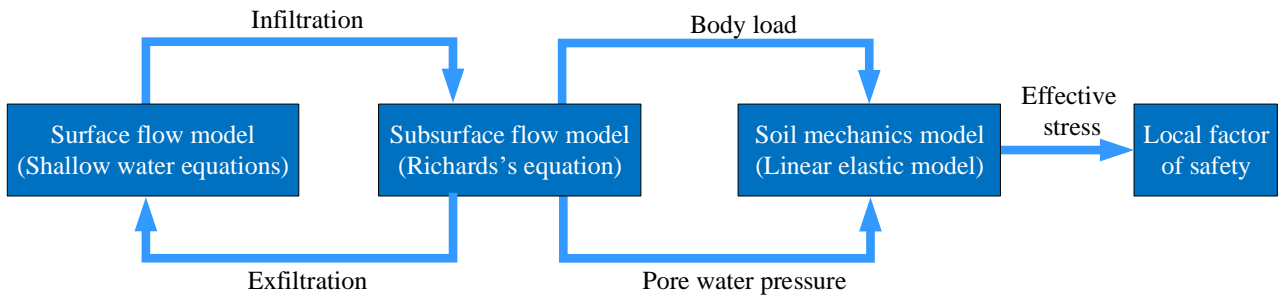 Infiltration
Body load
Surface flow model
(Shallow water equations)
Subsurface flow model
(Richards's equation)
Soil mechanics model
(Linear elastic model)
Effective
stress
Local factor
of safety
Exfiltration
Pore water pressure